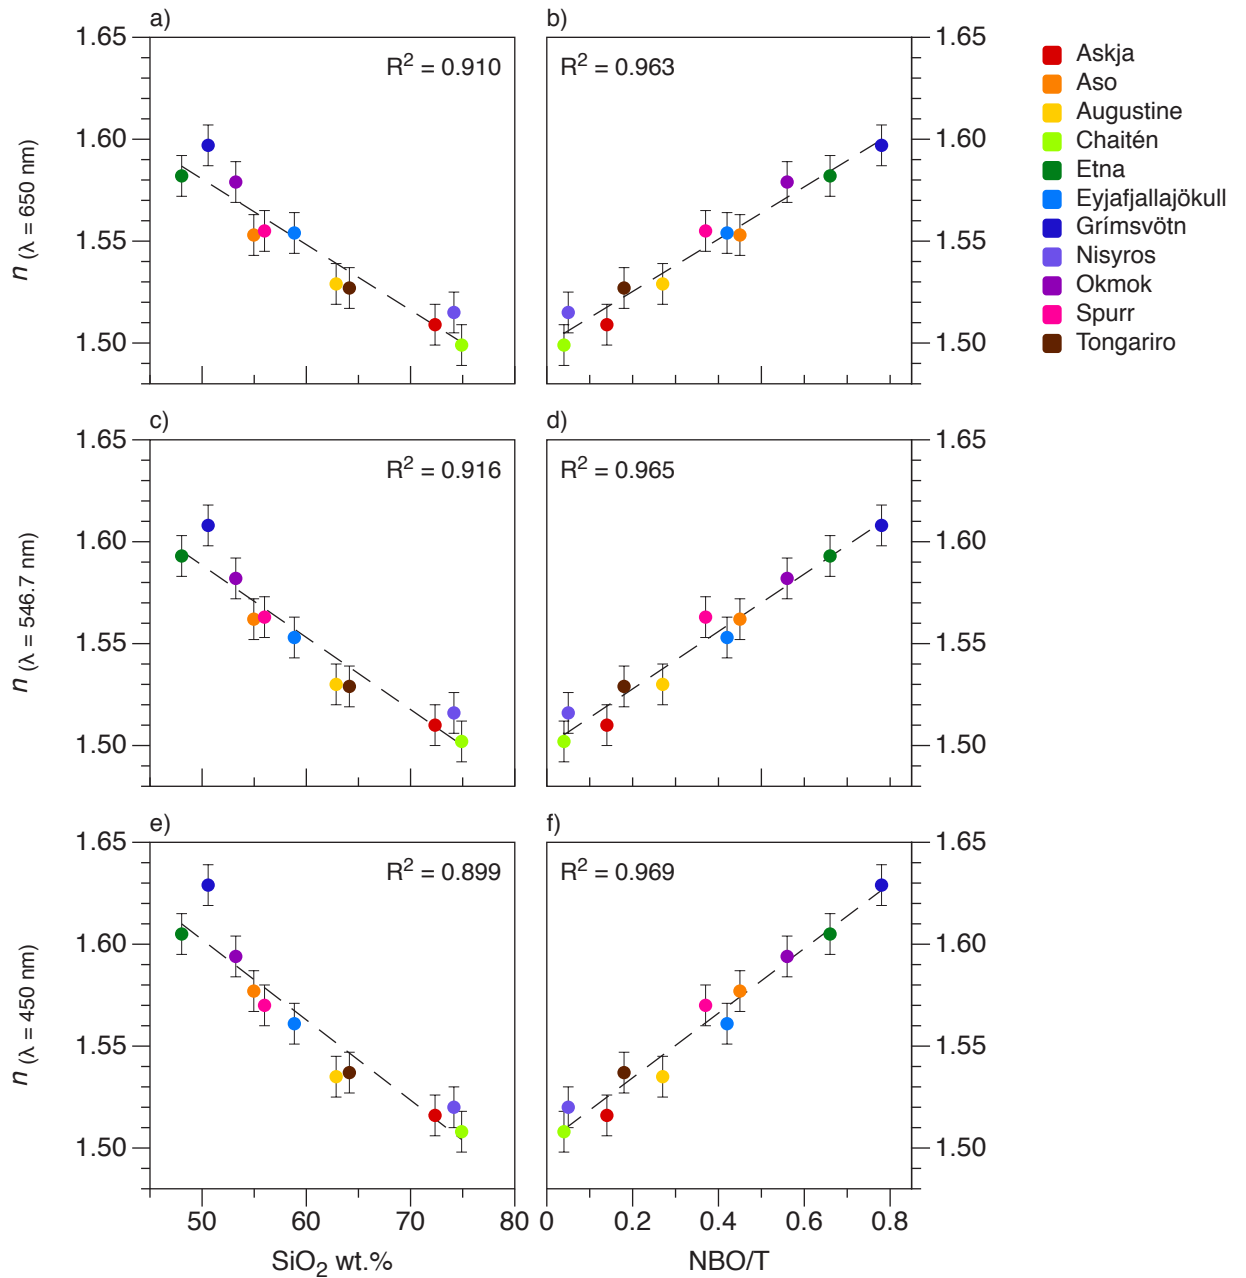 a)
b)
1.65
1.60
1.55
1.50
n (λ = 650 nm)
R2 = 0.910
R2 = 0.963
1.65
1.60
1.55
1.50
Askja
Aso
Augustine
Chaitén
Etna
Eyjafjallajökull
Grímsvötn
Nisyros
Okmok
Spurr
Tongariro
c)
d)
1.65
1.60
1.55
1.50
n (λ = 546.7 nm)
R2 = 0.916
R2 = 0.965
1.65
1.60
1.55
1.50
e)
f)
1.65
1.60
1.55
1.50
n (λ = 450 nm)
R2 = 0.899
R2 = 0.969
1.65
1.60
1.55
1.50
50 60 70 80
0 0.2 0.4 0.6 0.8
SiO2 wt.%
NBO/T